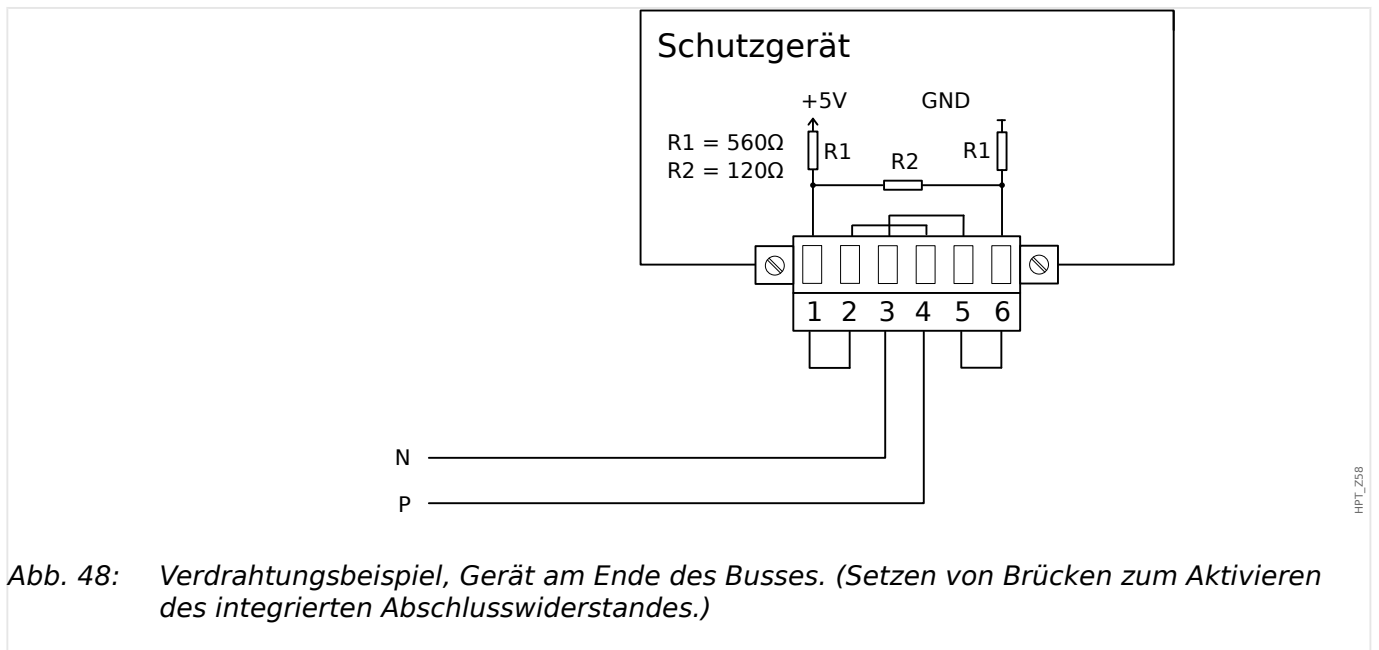 Schutzgerät
+5V GND
R1 = 560Ω
R2 = 120Ω
R1 R2 R1
1 2 3 4 5 6
N
P
HPT_Z58
Abb. 48: Verdrahtungsbeispiel, Gerät am Ende des Busses. (Setzen von Brücken zum Aktivieren
des integrierten Abschlusswiderstandes.)